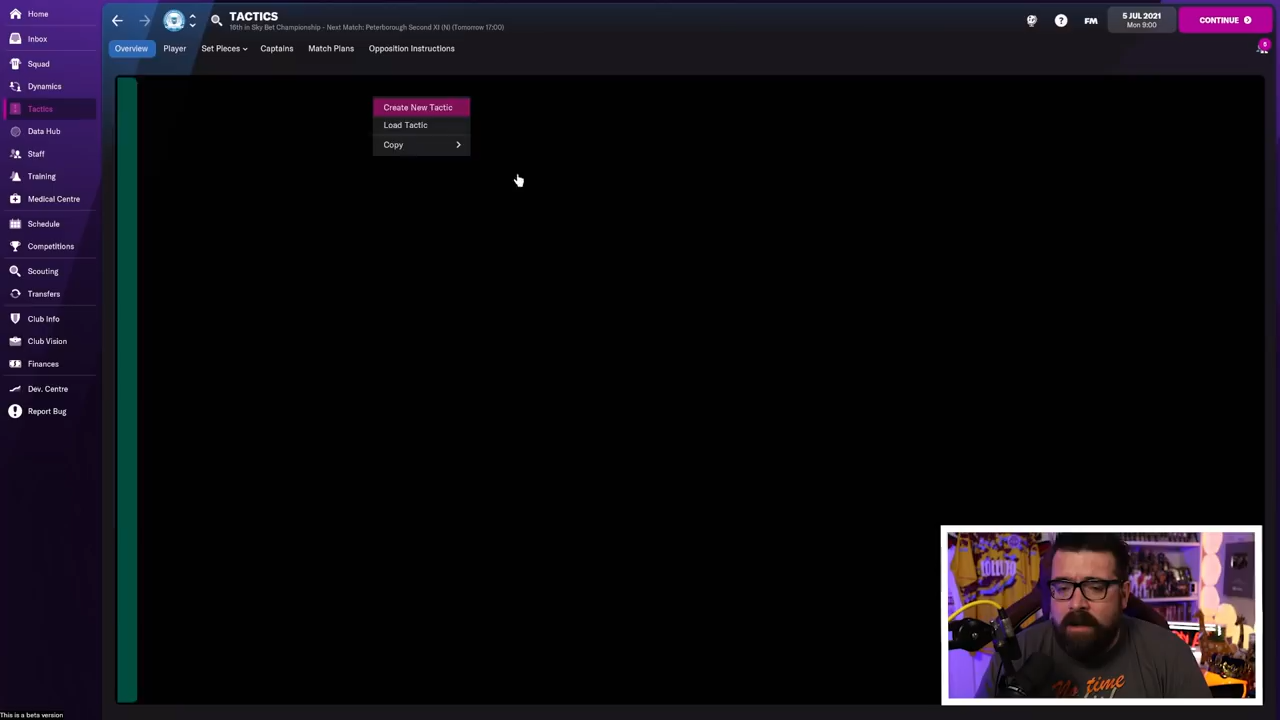 Home
Inbox
Squad
Dynamics
Tactics
Data Hub
Staff
Training
Medical Centre
Schedule
Competitions
Scouting
Transfers
Club Info
Club Vision
Finances
Dev. Centre
Report Bug
This is a beta version
TACTICS
16th in Sky Bet Championship - Next Match: Peterborough Second XI (N) (Tomorrow 17:00)
FM
5 JUL 2021
Mon 9:00
CONTINUE
Overview
Player
Set Pieces
Captains
Match Plans
Opposition Instructions
Create New Tactic
Load Tactic
Copy
No time